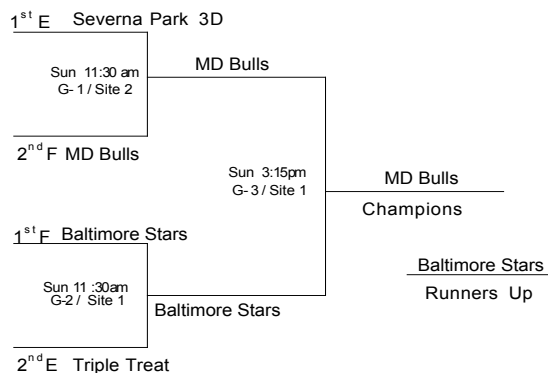 1st E Severna Park 3D
MD Bulls
Sun 11:30 am
G- 1 / Site 2
2nd F MD Bulls
Sun 3:15pm
G- 3 / Site 1
MD Bulls
Champions
1st F Baltimore Stars
Baltimore Stars
Runners Up
Sun 11 :30am
G-2 / Site 1
Baltimore Stars
2nd E Triple Treat